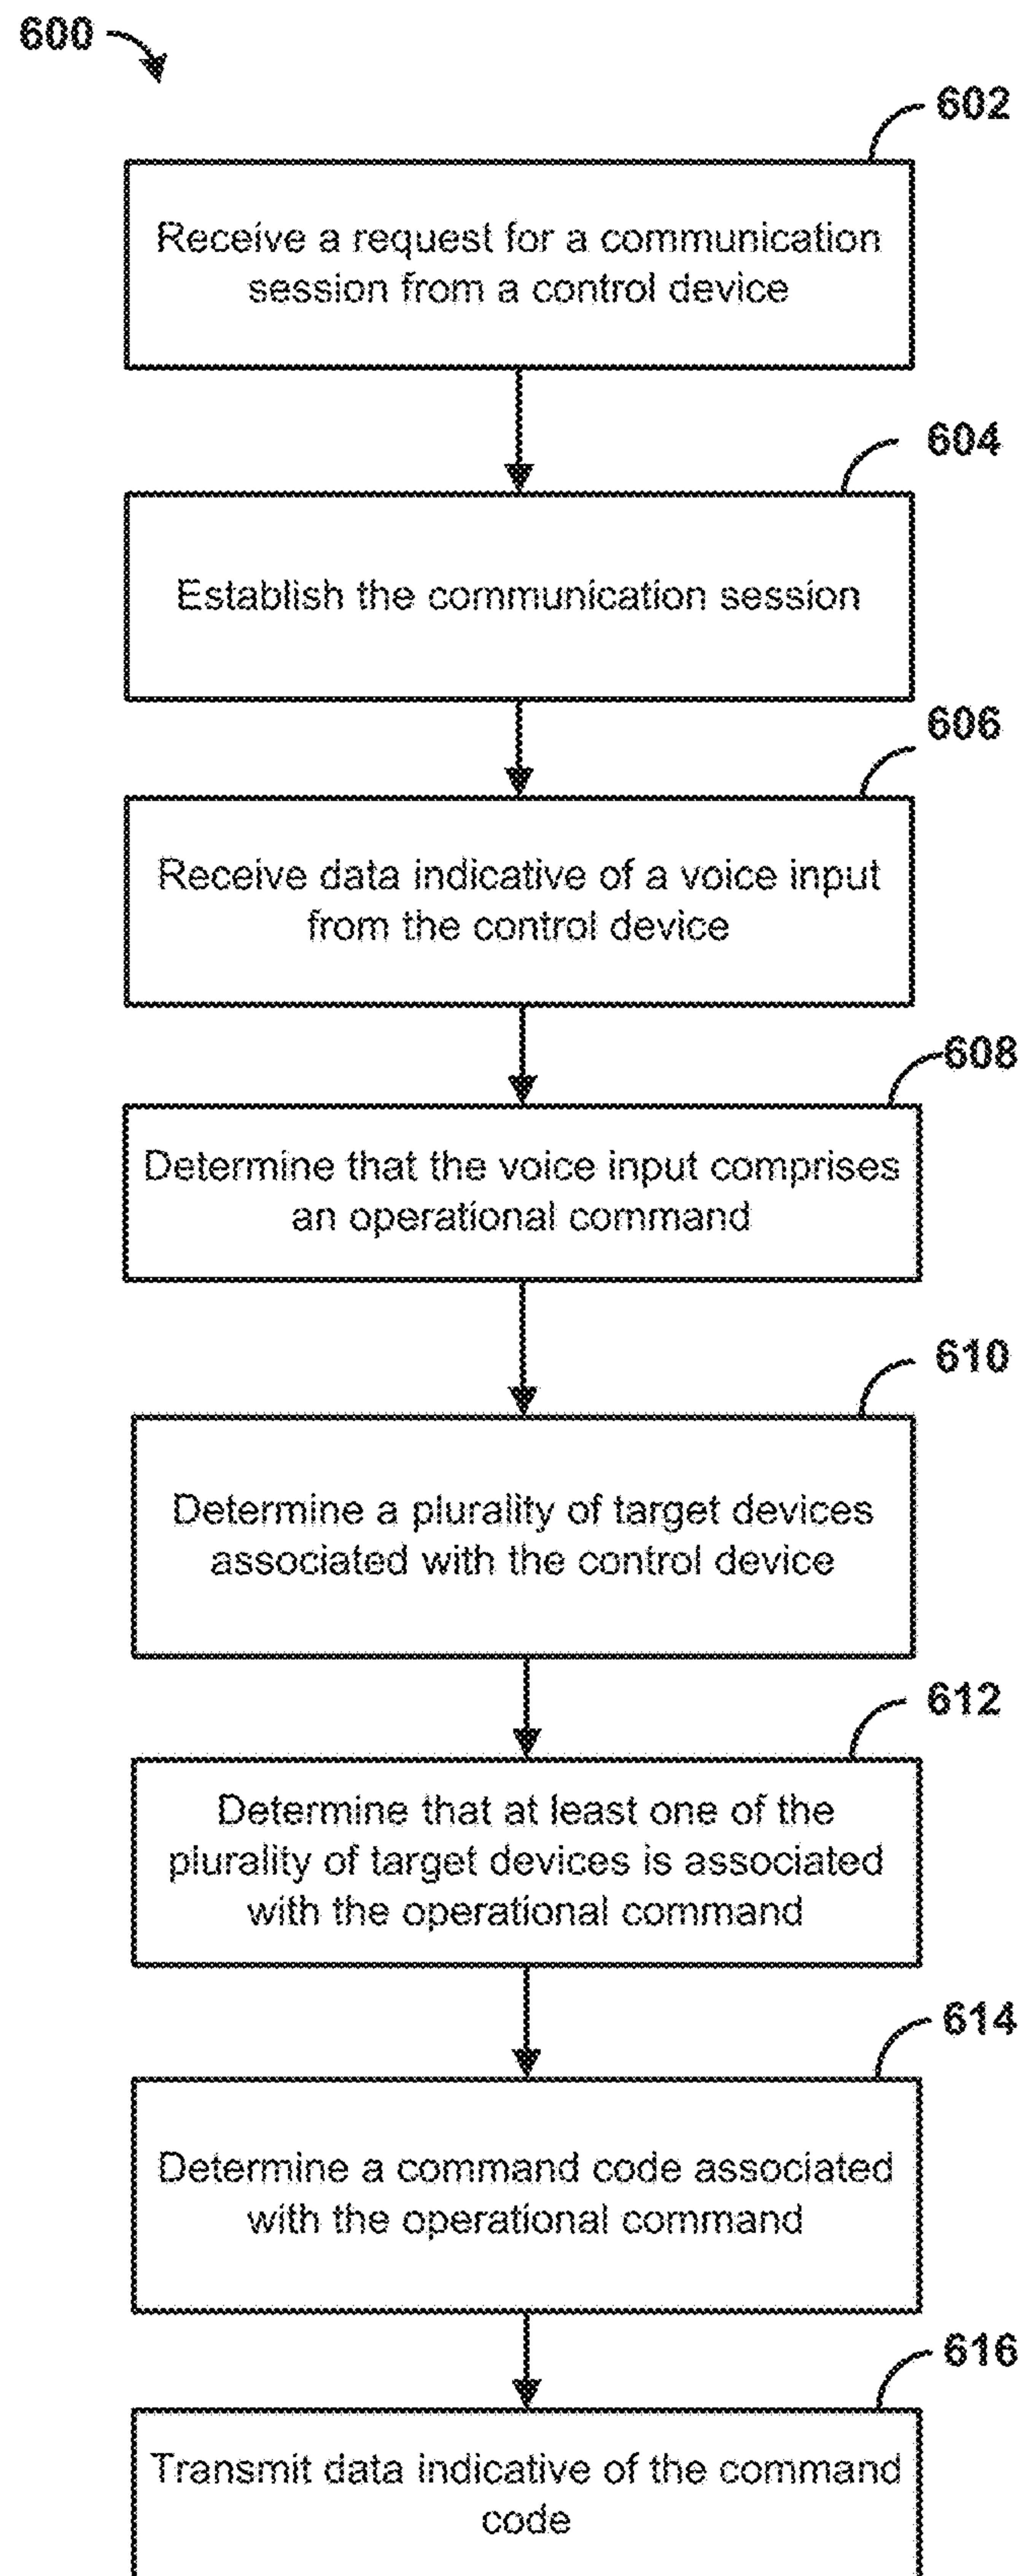 600
602
Receive a request for a communication
session from a control device
604
Establish the communication session
606
Receive data indicative of a voice input
from the control device
608
Determine that the voice input comprises
an operational command
610
Determine a plurality of target devices
associated with the control device
612
Determine that at least one of the
plurality of target devices is associated
with the operational command
614
Determine a command code associated
with the operational command
616
Transmit data indicative of the command
code